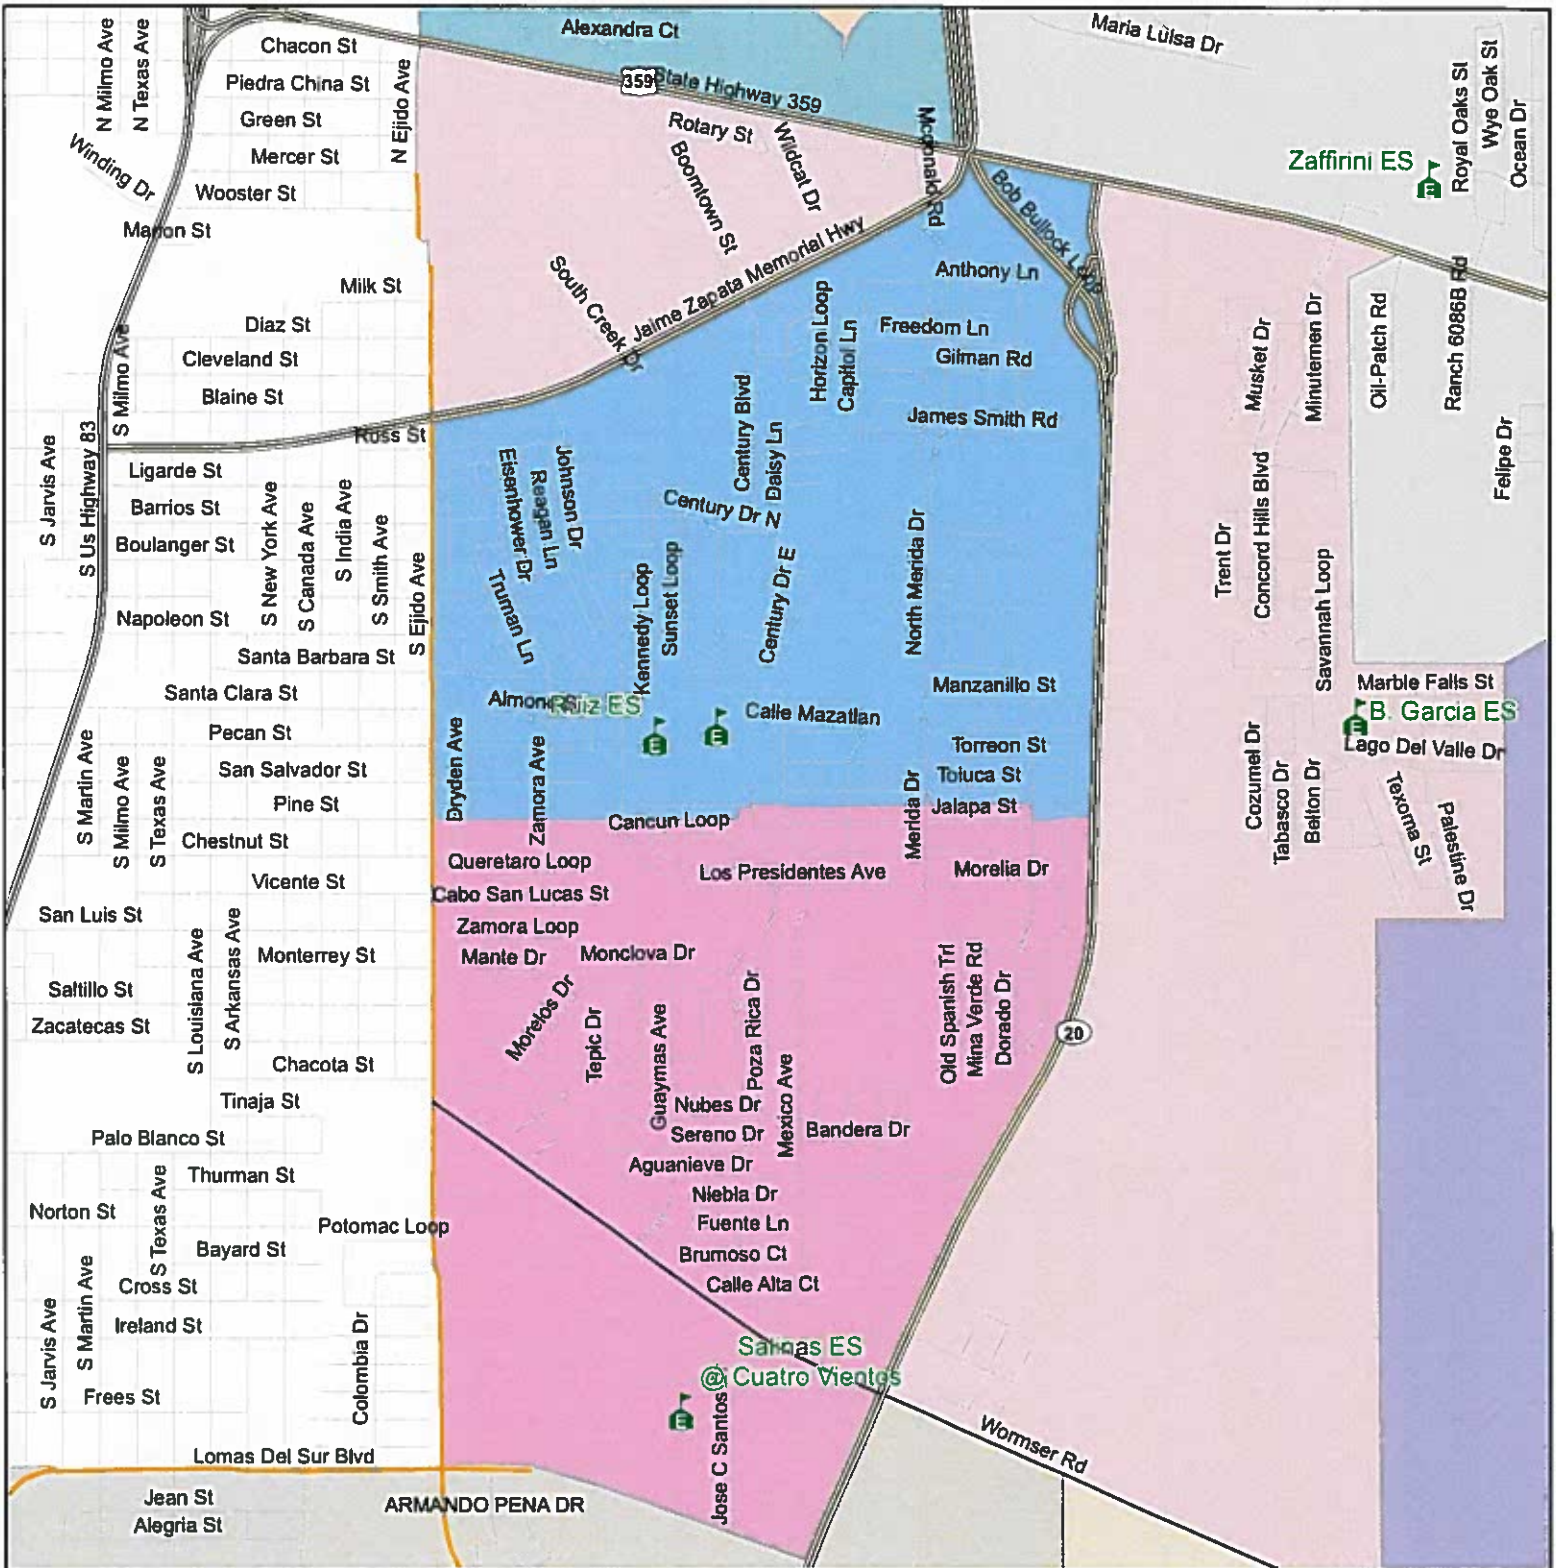 N Milmo Ave
N Texas Ave
Chacon St
Piedra China St
Green St
Mercer St
Wooster St
Winding Dr
Marion St
N Ejido Ave
Alexandra Ct
359
State Highway 359
Rotary St
Boomtown St
Wildcat Dr
Mcdonald Rd
Maria Luisa Dr
Zaffirini ES
Royal Oaks St
Wye Oak St
Ocean Dr
Bob Bullock Loop
Anthony Ln
Jaime Zapata Memorial Hwy
South Creek Dr
Milk St
Diaz St
Cleveland St
Blaine St
S Milmo Ave
Ross St
Horizon Loop
Capitol Ln
Freedom Ln
Gilman Rd
James Smith Rd
Musket Dr
Minutemen Dr
Oil-Patch Rd
Ranch 6086B Rd
Felipe Dr
S Jarvis Ave
S Us Highway 83
Ligarde St
Barrios St
Boulanger St
Napoleon St
S New York Ave
S Canada Ave
S India Ave
S Smith Ave
S Ejido Ave
Eisenhower Dr
Reagan Ln
Johnson Dr
Truman Ln
Century Blvd
Daisy Ln
Century Dr N
Kennedy Loop
Sunset Loop
Century Dr E
North Merida Dr
Trent Dr
Concord Hills Blvd
Savannah Loop
Santa Barbara St
Santa Clara St
Pecan St
San Salvador St
Pine St
Chestnut St
Vicente St
S Martin Ave
S Milmo Ave
S Texas Ave
Dryden Ave
Zamora Ave
Almond St
Ruiz ES
E
E
Calle Mazatlan
Manzanillo St
Torreon St
Toluca St
Jalapa St
Merida Dr
Marble Falls St
B. Garcia ES
Lago Del Valle Dr
Cozumel Dr
Tabasco Dr
Belton Dr
Texoma St
Palestine Dr
Cancun Loop
Queretaro Loop
Los Presidentes Ave
Morelia Dr
Cabo San Lucas St
Zamora Loop
Mante Dr
Monclova Dr
San Luis St
Monterrey St
Saltillo St
Zacatecas St
S Louisiana Ave
S Arkansas Ave
Chacota St
Tinaja St
Morelos Dr
Tepic Dr
Guaymas Ave
Poza Rica Dr
Mexico Ave
Old Spanish Trl
Mina Verde Rd
Dorado Dr
20
Nubes Dr
Sereno Dr
Bandera Dr
Aguanieve Dr
Niebla Dr
Fuente Ln
Brumoso Ct
Calle Alta Ct
Palo Blanco St
Thurman St
Norton St
S Texas Ave
Potomac Loop
Bayard St
Cross St
S Martin Ave
Ireland St
S Jarvis Ave
Frees St
Colombia Dr
Salinas ES
@ Cuatro Vientos
E
Jose C Santos
Wormser Rd
Lomas Del Sur Blvd
Jean St
Alegria St
ARMANDO PENA DR